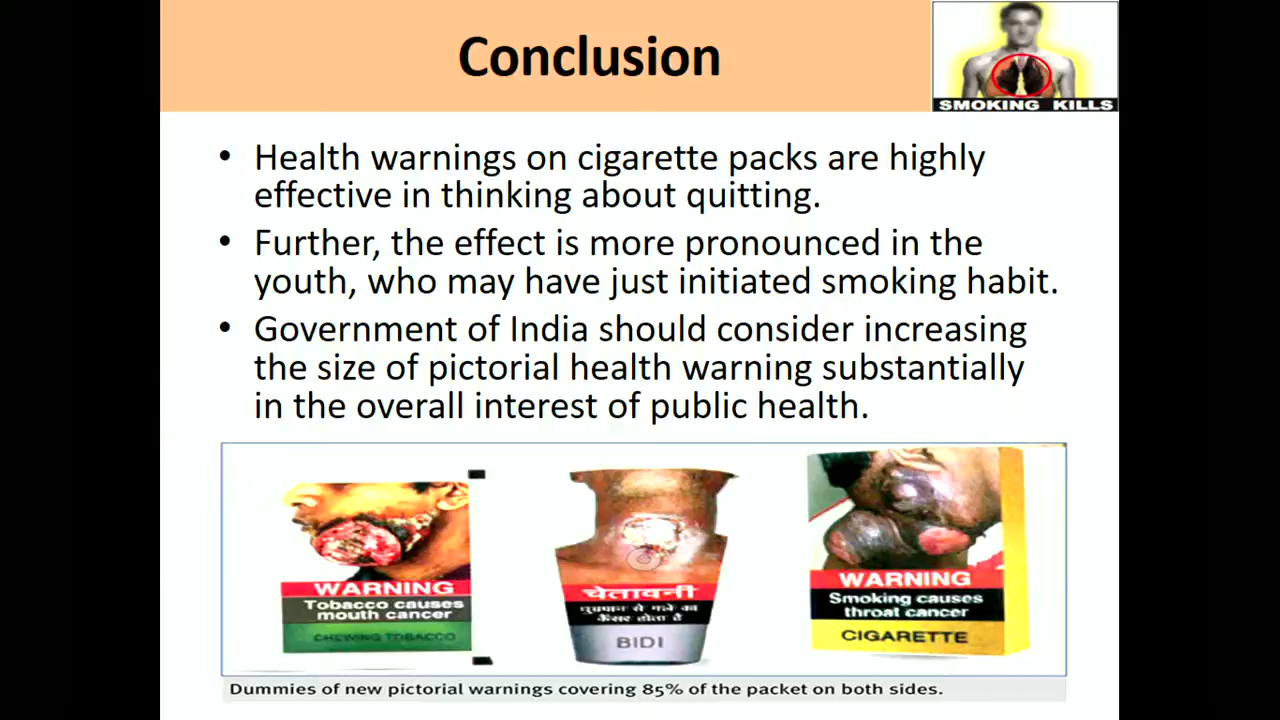 Conclusion
SMOKING KILLS
• Health warnings on cigarette packs are highly
effective in thinking about quitting.
• Further, the effect is more pronounced in the
youth, who may have just initiated smoking habit.
• Government of India should consider increasing
the size of pictorial health warning substantially
in the overall interest of public health.
WARNING
Tobacco causes
mouth cancer
CHEWING TOBACCO
चेतावनी
धूम्रपान से गले का
कैंसर होता है
BIDI
WARNING
Smoking causes
throat cancer
CIGARETTE
Dummies of new pictorial warnings covering 85% of the packet on both sides.